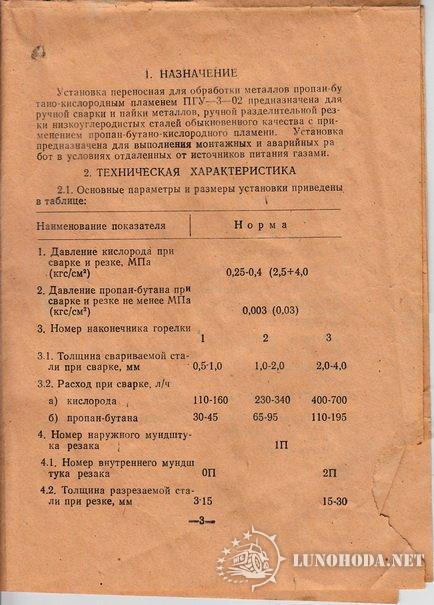 1. НАЗНАЧЕНИЕ
Установка переносная для обработки металлов пропан-бу
тано-кислородным пламенем ПГУ—3—02 предназначена для
ручной сварки и пайки металлов, ручной разделительной рез-
ки низкоуглеродистых сталей обыкновенного качества с при-
менением пропан-бутано-кислородного пламени. Установка
предназначена для выполнения монтажных и аварийных ра
бот в условиях отдаленных от источников питания газами.
2. ТЕХНИЧЕСКАЯ ХАРАКТЕРИСТИКА
2.1. Основные параметры и размеры установки приведены
в таблице:
Наименование показателя Норма
1. Давление кислорода при
сварке и резке, МПа
(кгс/см²) 0,25-0,4 (2,5+4,0
2. Давление пропан-бутана при
сварке и резке не менее МПа
(кгс/см²) 0,003 (0,03)
3. Номер наконечника горелки
1 2 3
3.1. Толщина свариваемой ста-
ли при сварке, мм 0,5-1,0 1,0-2,0 2,0-4,0
3.2. Расход при сварке, л/ч
а) кислорода 110-160 230-340 400-700
б) пропан-бутана 30-45 65-95 110-195
4. Номер наружного мундшту-
ка резака 1П
4.1. Номер внутреннего мундш
тука резака 0П 2П
4.2. Толщина разрезаемой ста-
ли при резке, мм 3-15 15-30
—3—
LUNOHODA.NET